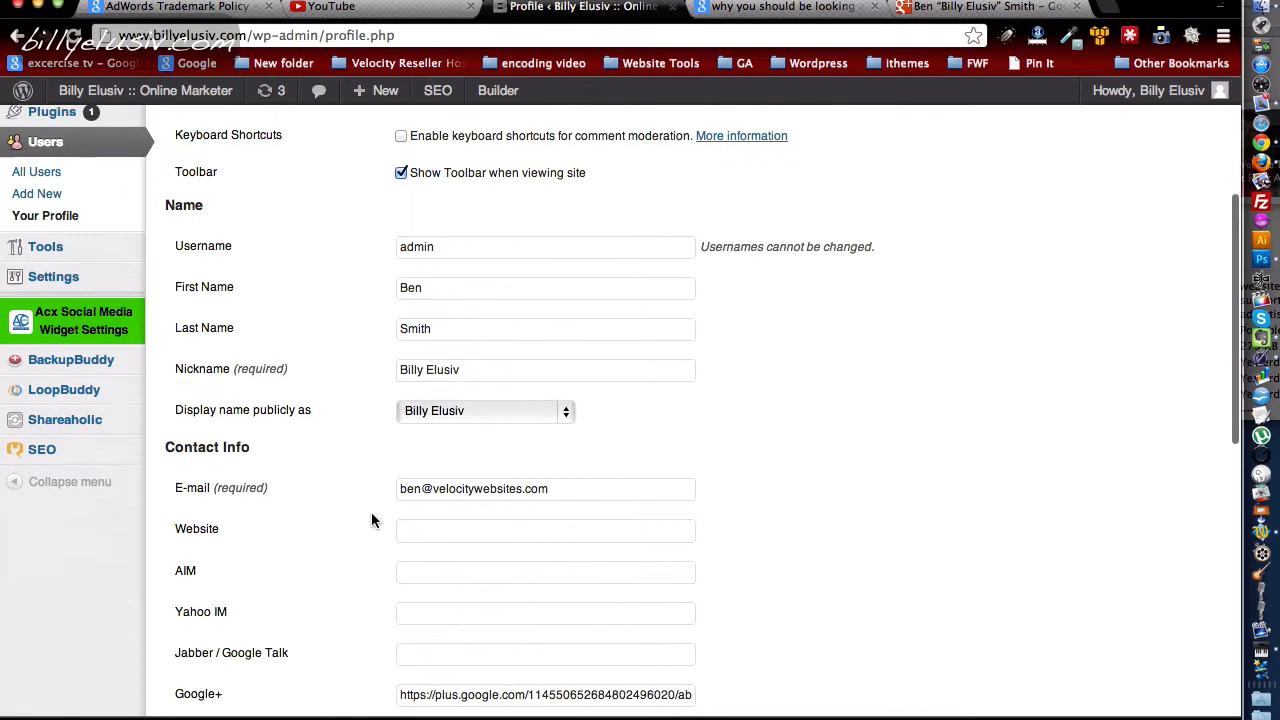 AdWords Trademark Policy
YouTube
Profile ‹ Billy Elusiv :: Online
why you should be looking
Ben "Billy Elusiv" Smith – Go
billyelusiv.com
www.billyelusiv.com/wp-admin/profile.php
excercise tv – Googl
Google
New folder
Velocity Reseller Ho
encoding video
Website Tools
GA
Wordpress
ithemes
FWF
Pin It
Other Bookmarks
Billy Elusiv :: Online Marketer
3
New
SEO
Builder
Howdy, Billy Elusiv
Plugins 1
Users
All Users
Add New
Your Profile
Tools
Settings
Acx Social Media
Widget Settings
BackupBuddy
LoopBuddy
Shareaholic
SEO
Collapse menu
Keyboard Shortcuts
Enable keyboard shortcuts for comment moderation. More information
Toolbar
Show Toolbar when viewing site
Name
Username
admin
Usernames cannot be changed.
First Name
Ben
Last Name
Smith
Nickname (required)
Billy Elusiv
Display name publicly as
Billy Elusiv
Contact Info
E-mail (required)
ben@velocitywebsites.com
Website
AIM
Yahoo IM
Jabber / Google Talk
Google+
https://plus.google.com/114550652684802496020/ab